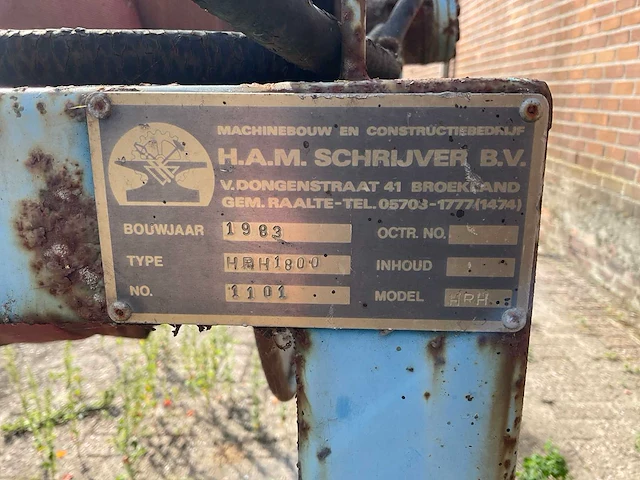 MACHINEBOUW EN CONSTRUCTIEBEDRIJF
H.A.M. SCHRIJVER B.V.
V.DONGENSTRAAT 41 BROEKLAND
GEM. RAALTE-TEL.05703-1777(1474)
BOUWJAAR 1983 OCTR. NO.
TYPE HRH1800 INHOUD
NO. 1101 MODEL HRH